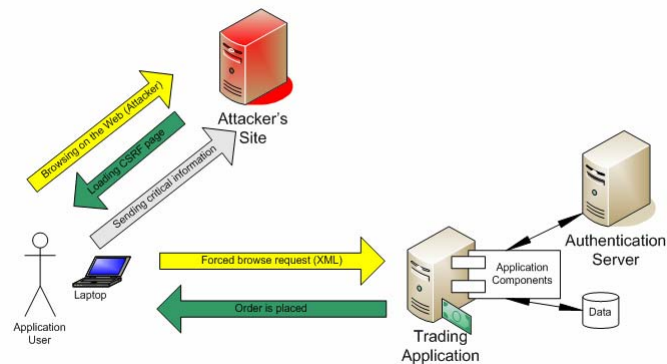 Browsing on the Web (Attacker)
Loading CSRF page
Sending critical information
Attacker's
Site
Authentication
Server
Forced browse request (XML)
Application
Components
Laptop
Order is placed
Data
Application
User
Trading
Application